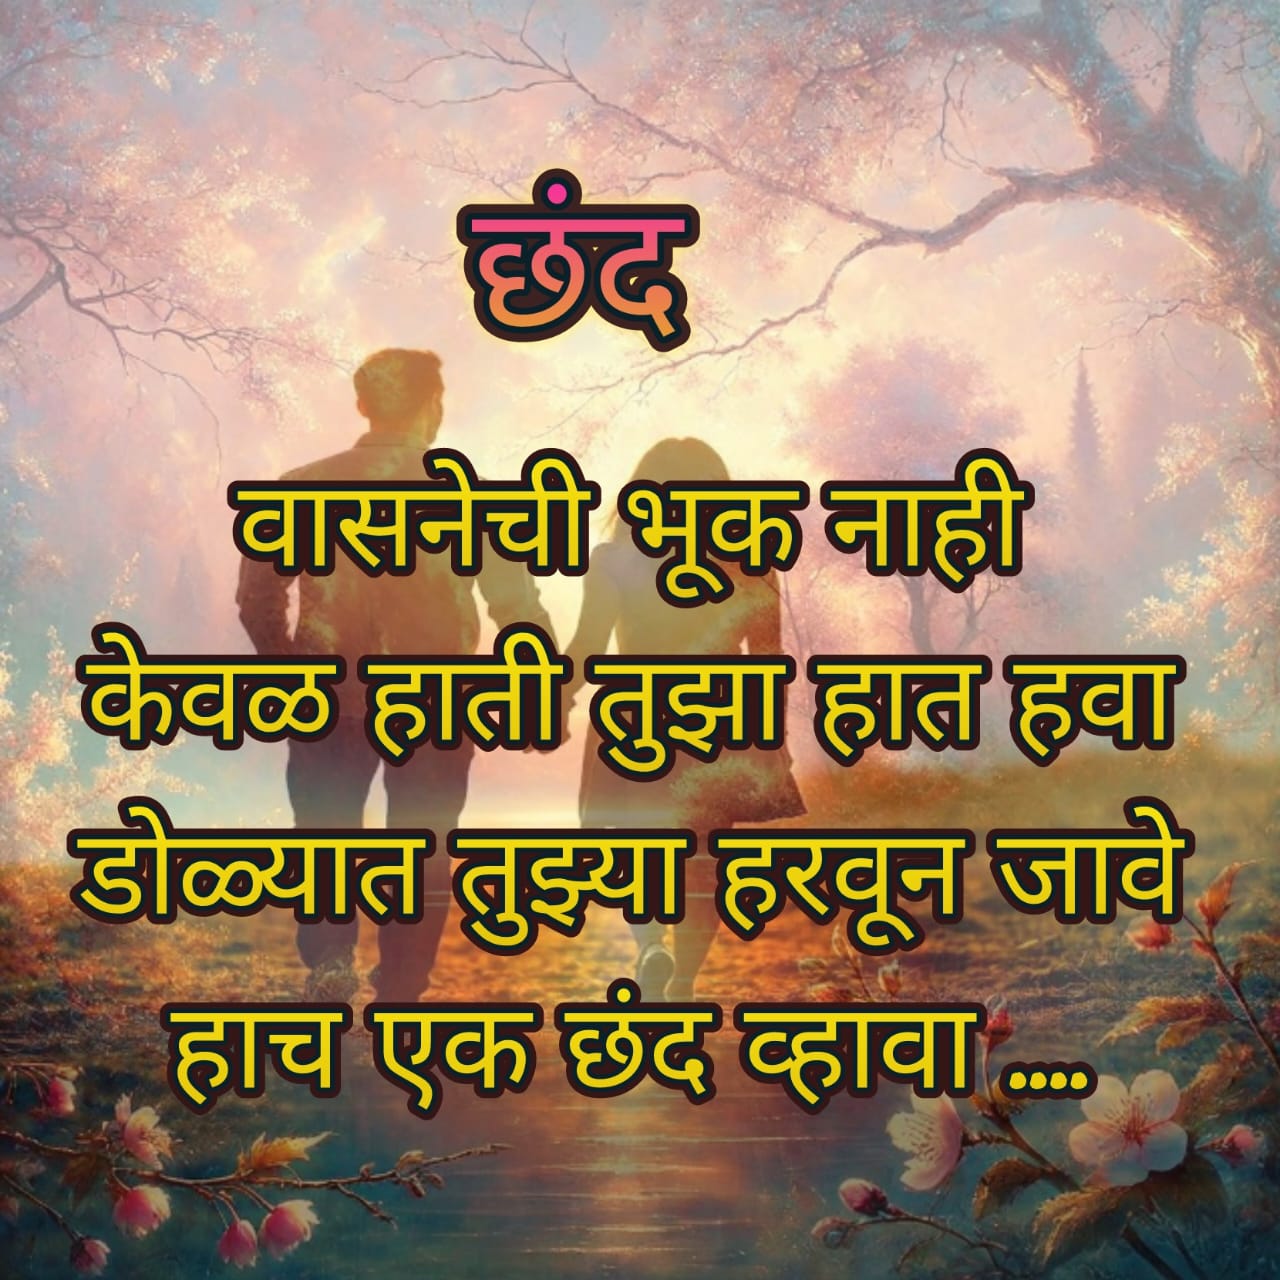 छंद
वासनेची भूक नाही
केवळ हाती तुझा हात हवा
डोळ्यात तुझ्या हरवून जावे
हाच एक छंद व्हावा ....